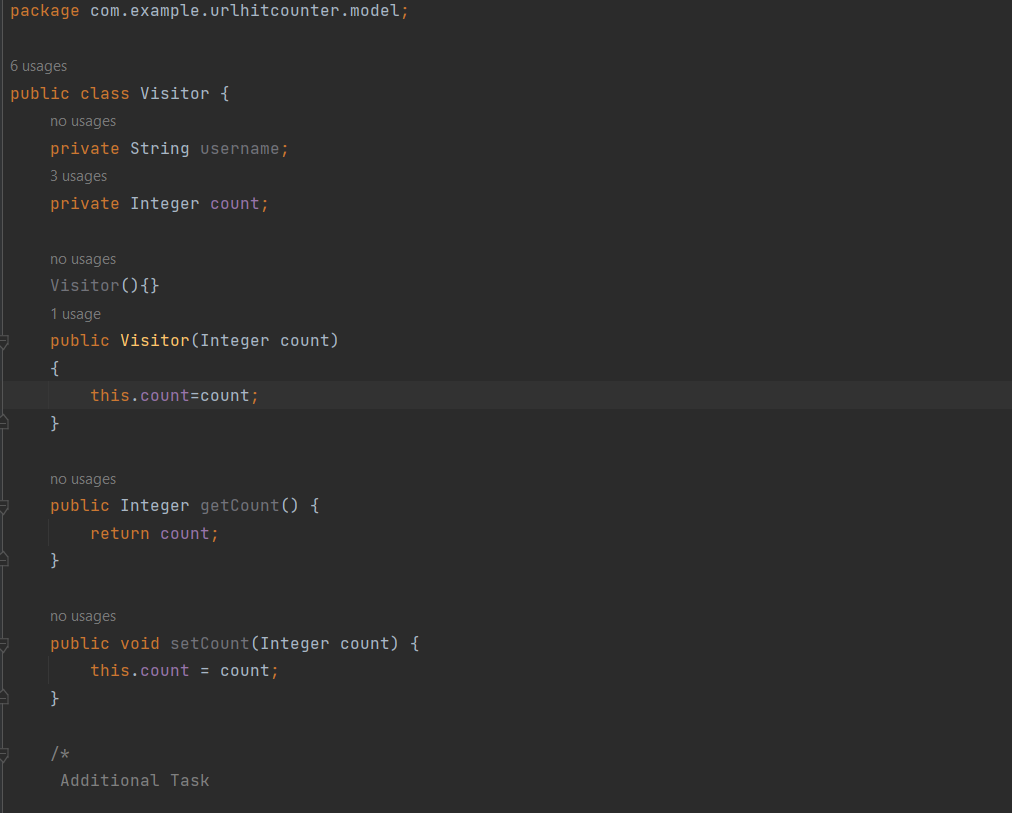 package com.example.urlhitcounter.model;
6 usages
public class Visitor {
no usages
private String username;
3 usages
private Integer count;
no usages
Visitor(){}
1 usage
public Visitor(Integer count)
{
this.count=count;
}
no usages
public Integer getCount() {
return count;
}
no usages
public void setCount(Integer count) {
this.count = count;
}
/*
Additional Task